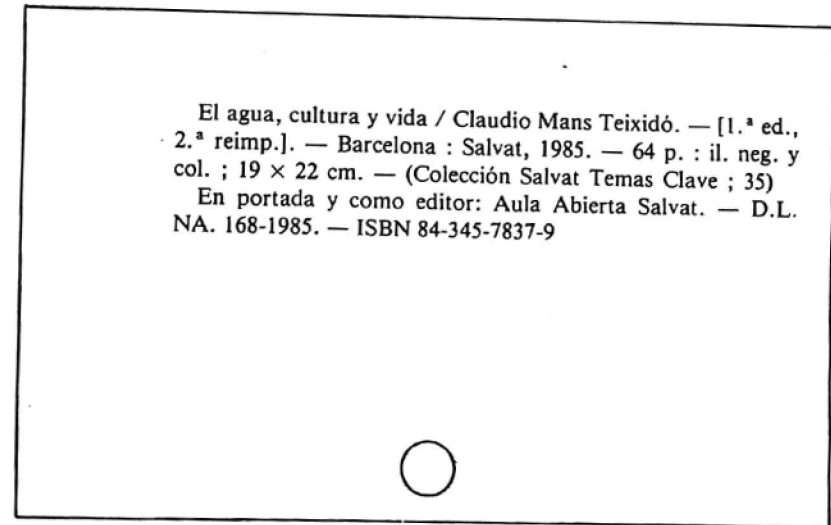 El agua, cultura y vida / Claudio Mans Teixidó. — [1.ª ed.,
2.ª reimp.]. — Barcelona : Salvat, 1985. — 64 p. : il. neg. y
col. ; 19 × 22 cm. — (Colección Salvat Temas Clave ; 35)
En portada y como editor: Aula Abierta Salvat. — D.L.
NA. 168-1985. — ISBN 84-345-7837-9